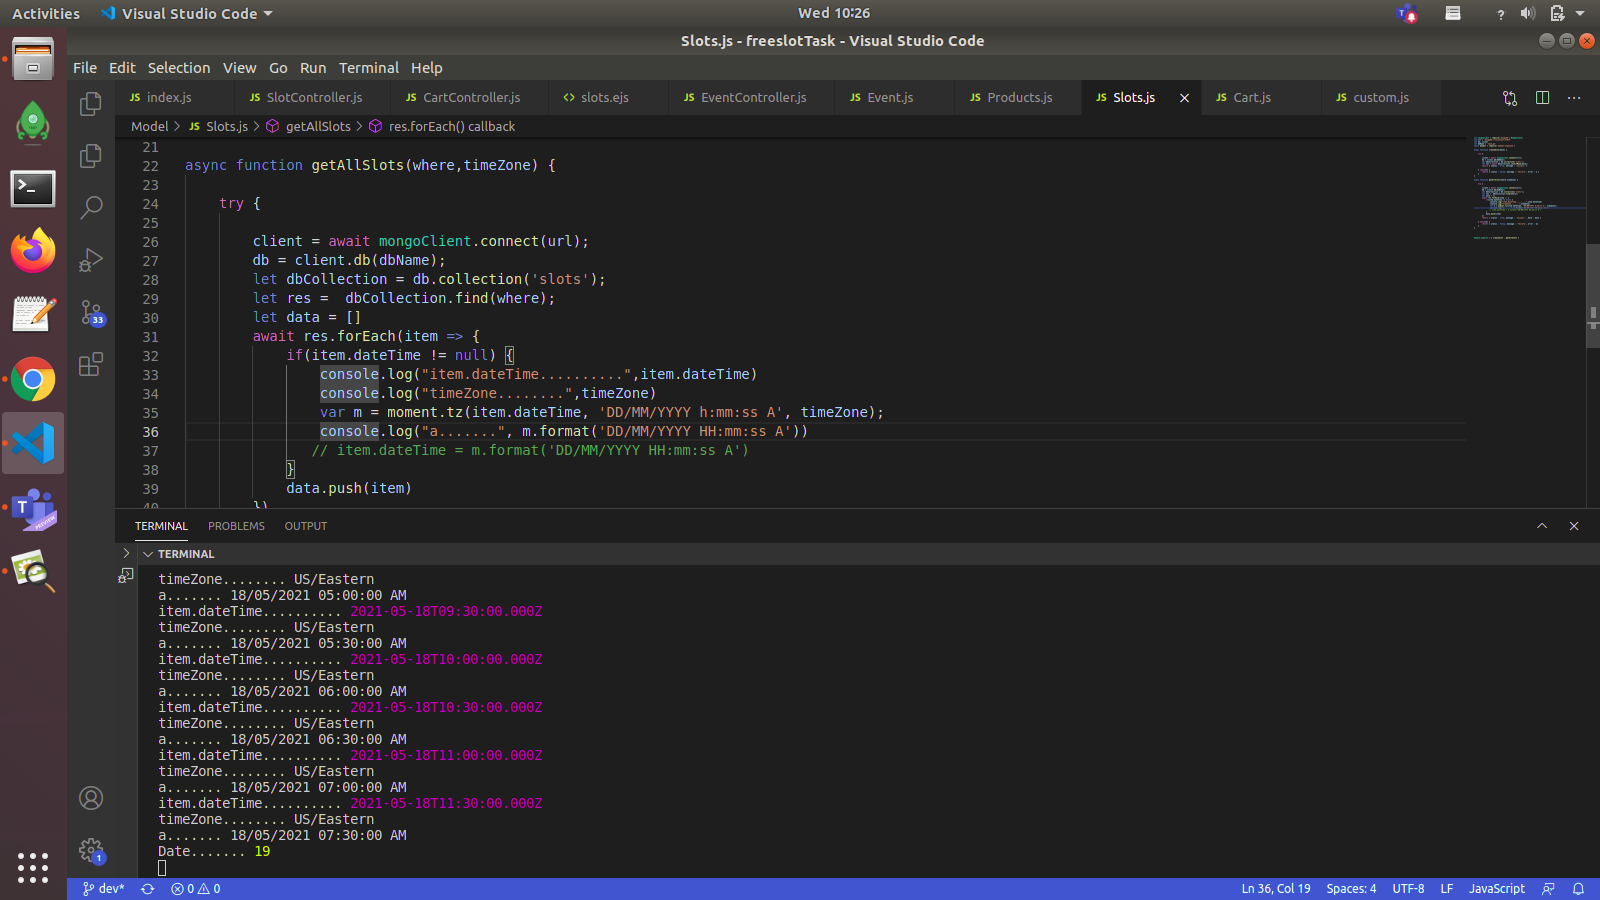 Activities Visual Studio Code Wed 10:26 ?
Slots.js - freeslotTask - Visual Studio Code
File Edit Selection View Go Run Terminal Help
JS index.js JS SlotController.js JS CartController.js <> slots.ejs JS EventController.js JS Event.js JS Products.js JS Slots.js JS Cart.js JS custom.js
Model > JS Slots.js > getAllSlots > res.forEach() callback
21
22 async function getAllSlots(where,timeZone) {
23
24 try {
25
26 client = await mongoClient.connect(url);
27 db = client.db(dbName);
28 let dbCollection = db.collection('slots');
29 let res =  dbCollection.find(where);
30 let data = []
31 await res.forEach(item => {
32 if(item.dateTime != null) {
33 console.log("item.dateTime..........",item.dateTime)
34 console.log("timeZone........",timeZone)
35 var m = moment.tz(item.dateTime, 'DD/MM/YYYY h:mm:ss A', timeZone);
36 console.log("a.......", m.format('DD/MM/YYYY HH:mm:ss A'))
37 // item.dateTime = m.format('DD/MM/YYYY HH:mm:ss A')
38 }
39 data.push(item)
40 })
33
TERMINAL PROBLEMS OUTPUT
TERMINAL
timeZone........ US/Eastern
a....... 18/05/2021 05:00:00 AM
item.dateTime.......... 2021-05-18T09:30:00.000Z
timeZone........ US/Eastern
a....... 18/05/2021 05:30:00 AM
item.dateTime.......... 2021-05-18T10:00:00.000Z
timeZone........ US/Eastern
a....... 18/05/2021 06:00:00 AM
item.dateTime.......... 2021-05-18T10:30:00.000Z
timeZone........ US/Eastern
a....... 18/05/2021 06:30:00 AM
item.dateTime.......... 2021-05-18T11:00:00.000Z
timeZone........ US/Eastern
a....... 18/05/2021 07:00:00 AM
item.dateTime.......... 2021-05-18T11:30:00.000Z
timeZone........ US/Eastern
a....... 18/05/2021 07:30:00 AM
Date....... 19
1
dev* 0 0 Ln 36, Col 19 Spaces: 4 UTF-8 LF JavaScript